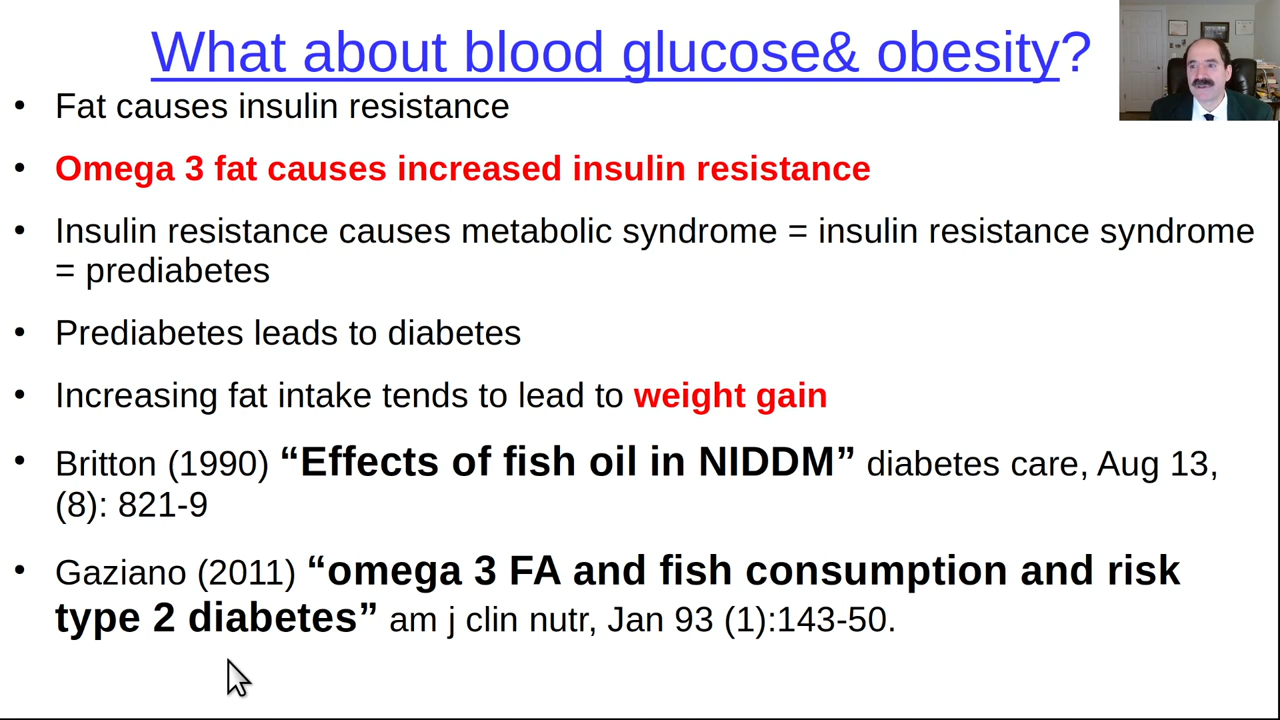 What about blood glucose& obesity?
• Fat causes insulin resistance
• Omega 3 fat causes increased insulin resistance
• Insulin resistance causes metabolic syndrome = insulin resistance syndrome
= prediabetes
• Prediabetes leads to diabetes
• Increasing fat intake tends to lead to weight gain
• Britton (1990) “Effects of fish oil in NIDDM” diabetes care, Aug 13,
(8): 821-9
• Gaziano (2011) “omega 3 FA and fish consumption and risk
type 2 diabetes” am j clin nutr, Jan 93 (1):143-50.